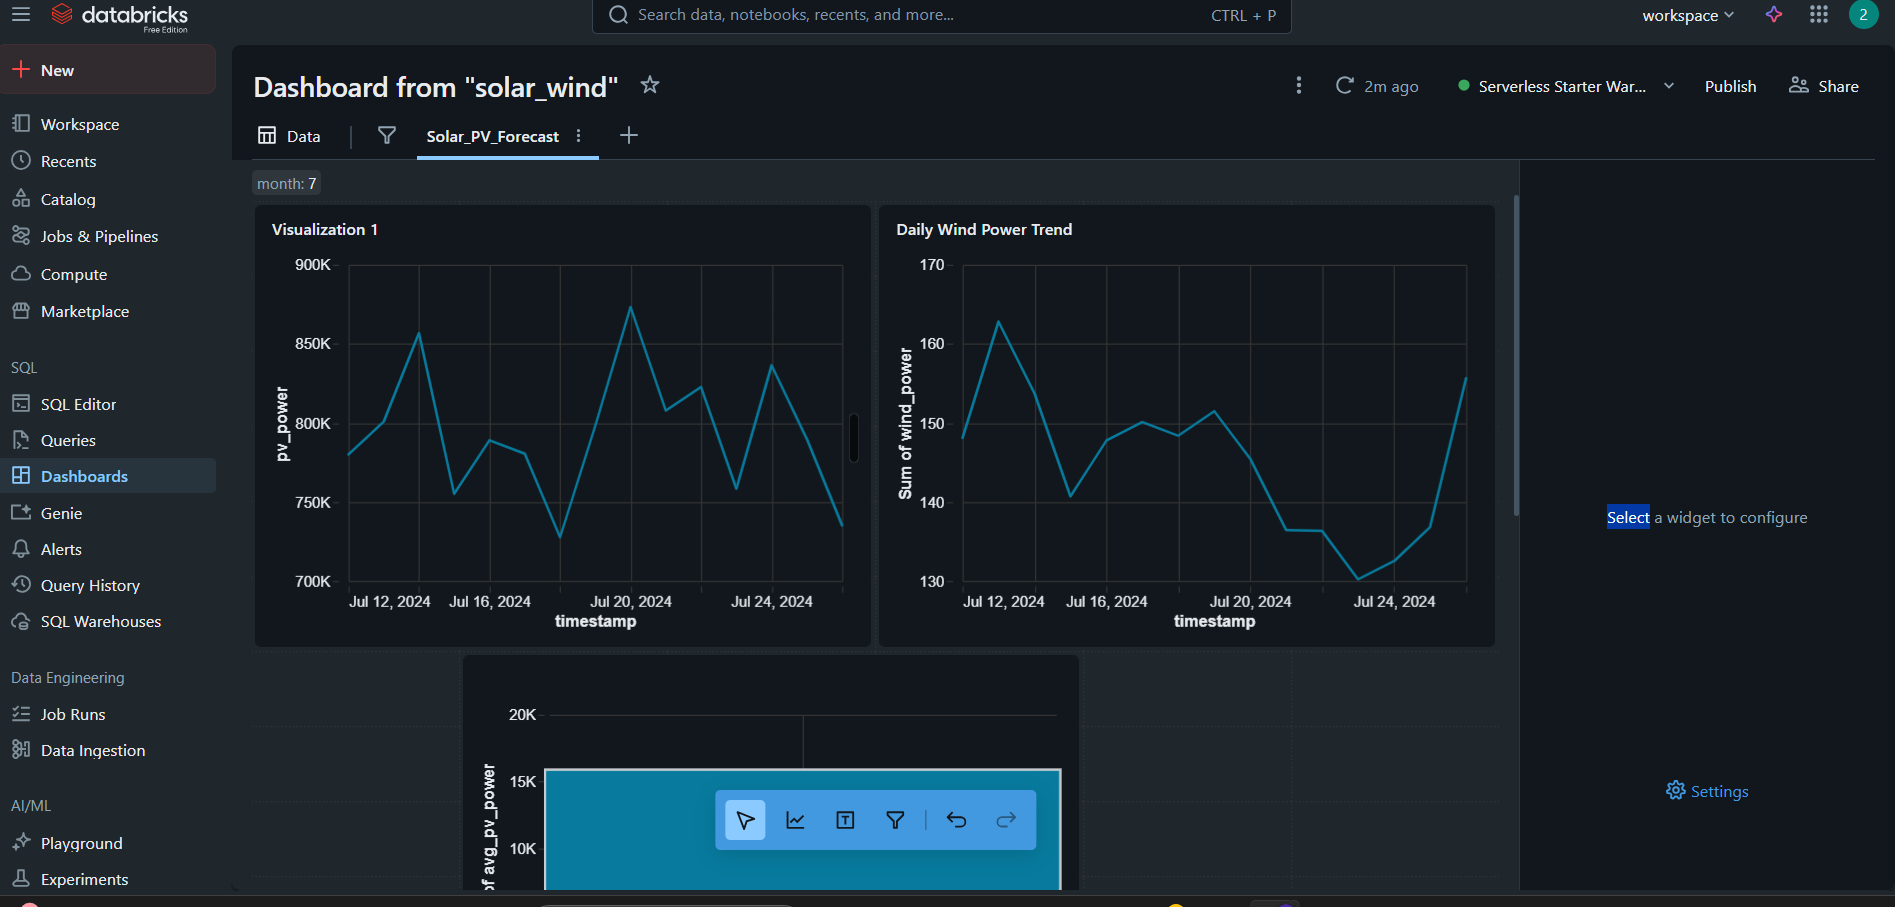 databricks
Free Edition
Search data, notebooks, recents, and more...
CTRL + P
workspace
2
New
Workspace
Recents
Catalog
Jobs & Pipelines
Compute
Marketplace
SQL
SQL Editor
Queries
Dashboards
Genie
Alerts
Query History
SQL Warehouses
Data Engineering
Job Runs
Data Ingestion
AI/ML
Playground
Experiments
Dashboard from "solar_wind"
2m ago
Serverless Starter War...
Publish
Share
Data
Solar_PV_Forecast
month: 7
Visualization 1
900K
850K
800K
750K
700K
pv_power
Jul 12, 2024
Jul 16, 2024
Jul 20, 2024
Jul 24, 2024
timestamp
Daily Wind Power Trend
170
160
150
140
130
Sum of wind_power
Jul 12, 2024
Jul 16, 2024
Jul 20, 2024
Jul 24, 2024
timestamp
20K
15K
10K
of avg_pv_power
Select a widget to configure
Settings